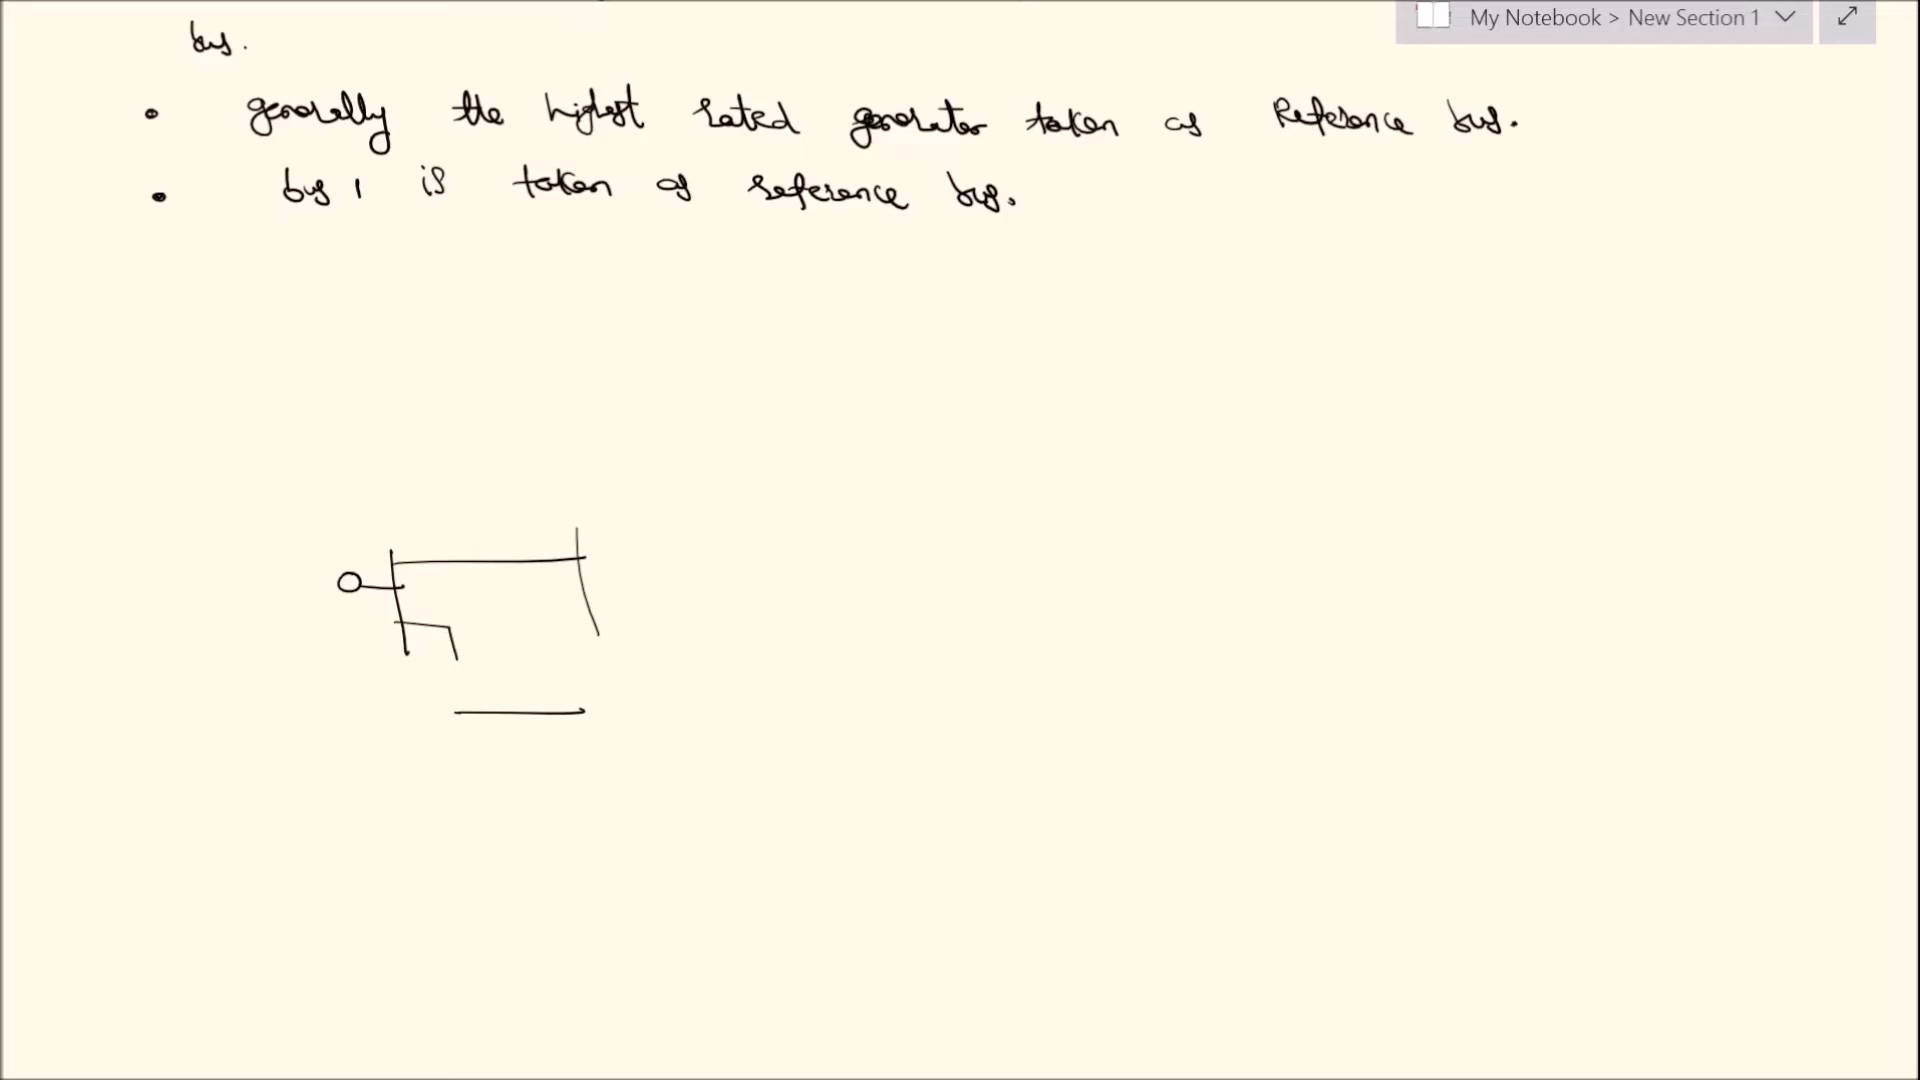 My Notebook > New Section 1
bus.
• generally the highest rated generator taken as Reference bus.
• bus 1 is taken as reference bus.